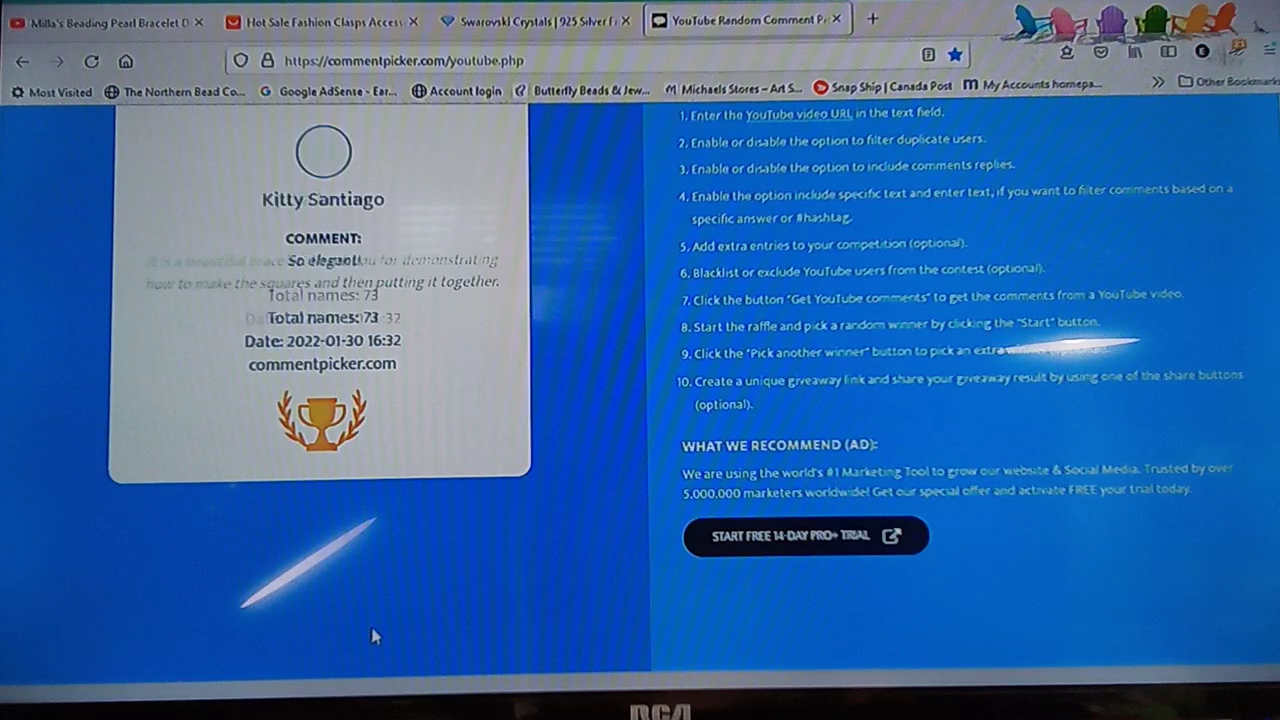 Milla's Beading Pearl Bracelet D
Hot Sale Fashion Clasps Access
Swarovski Crystals | 925 Silver F
YouTube Random Comment P
https://commentpicker.com/youtube.php
Most Visited
The Northern Bead Co...
Google AdSense - Ear...
Account login
Butterfly Beads & Jew...
Michaels Stores – Art S...
Snap Ship | Canada Post
My Accounts homepa...
Other Bookmarks
Kitty Santiago
COMMENT:
It is a beautiful brace
So elegant!
ou for demonstrating
how to make the squares and then putting it together.
Total names: 73
Total names: 73
32
Date: 2022-01-30 16:32
commentpicker.com
1. Enter the YouTube video URL in the text field.
2. Enable or disable the option to filter duplicate users.
3. Enable or disable the option to include comments replies.
4. Enable the option include specific text and enter text, if you want to filter comments based on a
specific answer or #hashtag.
5. Add extra entries to your competition (optional).
6. Blacklist or exclude YouTube users from the contest (optional).
7. Click the button "Get YouTube comments" to get the comments from a YouTube video.
8. Start the raffle and pick a random winner by clicking the "Start" button.
9. Click the "Pick another winner" button to pick an extra
10. Create a unique giveaway link and share your giveaway result by using one of the share buttons
(optional).
WHAT WE RECOMMEND (AD):
We are using the world's #1 Marketing Tool to grow our website & Social Media. Trusted by over
5.000.000 marketers worldwide! Get our special offer and activate FREE your trial today.
START FREE 14-DAY PRO+ TRIAL
RCA